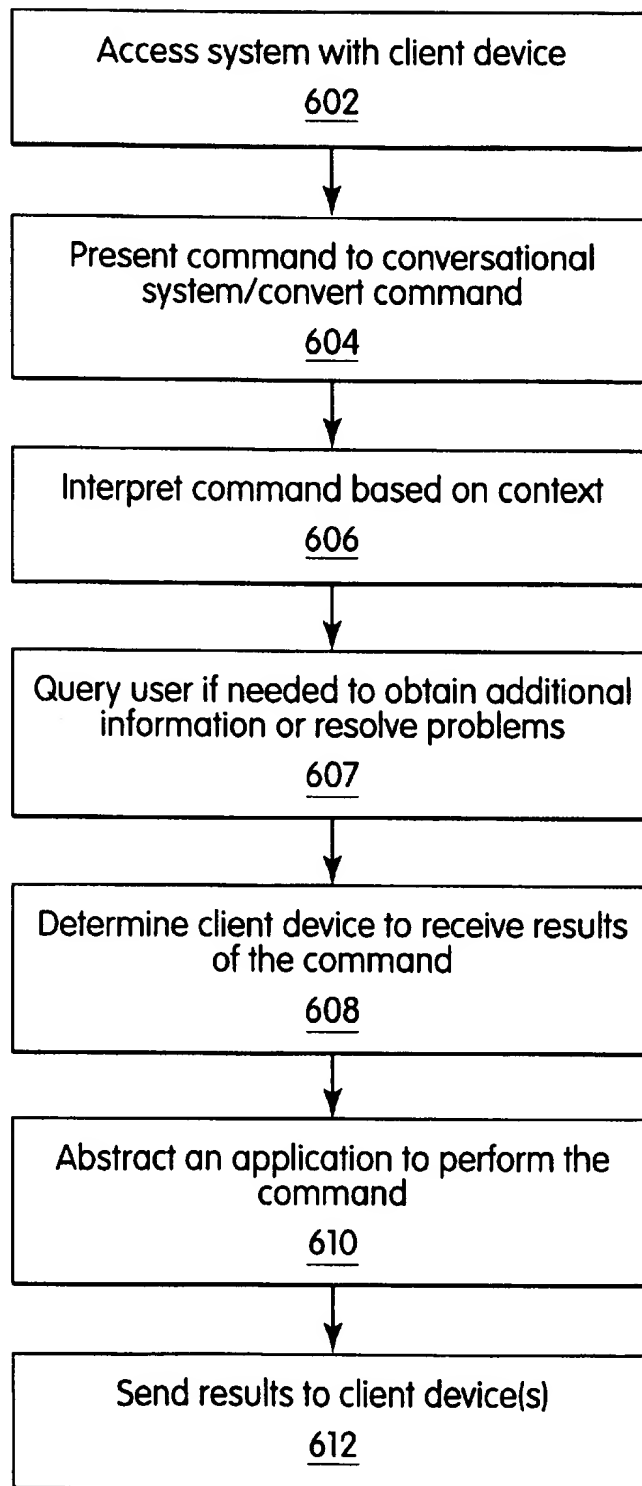 Access system with client device
602
Present command to conversational
system/convert command
604
Interpret command based on context
606
Query user if needed to obtain additional
information or resolve problems
607
Determine client device to receive results
of the command
608
Abstract an application to perform the
command
610
Send results to client device(s)
612